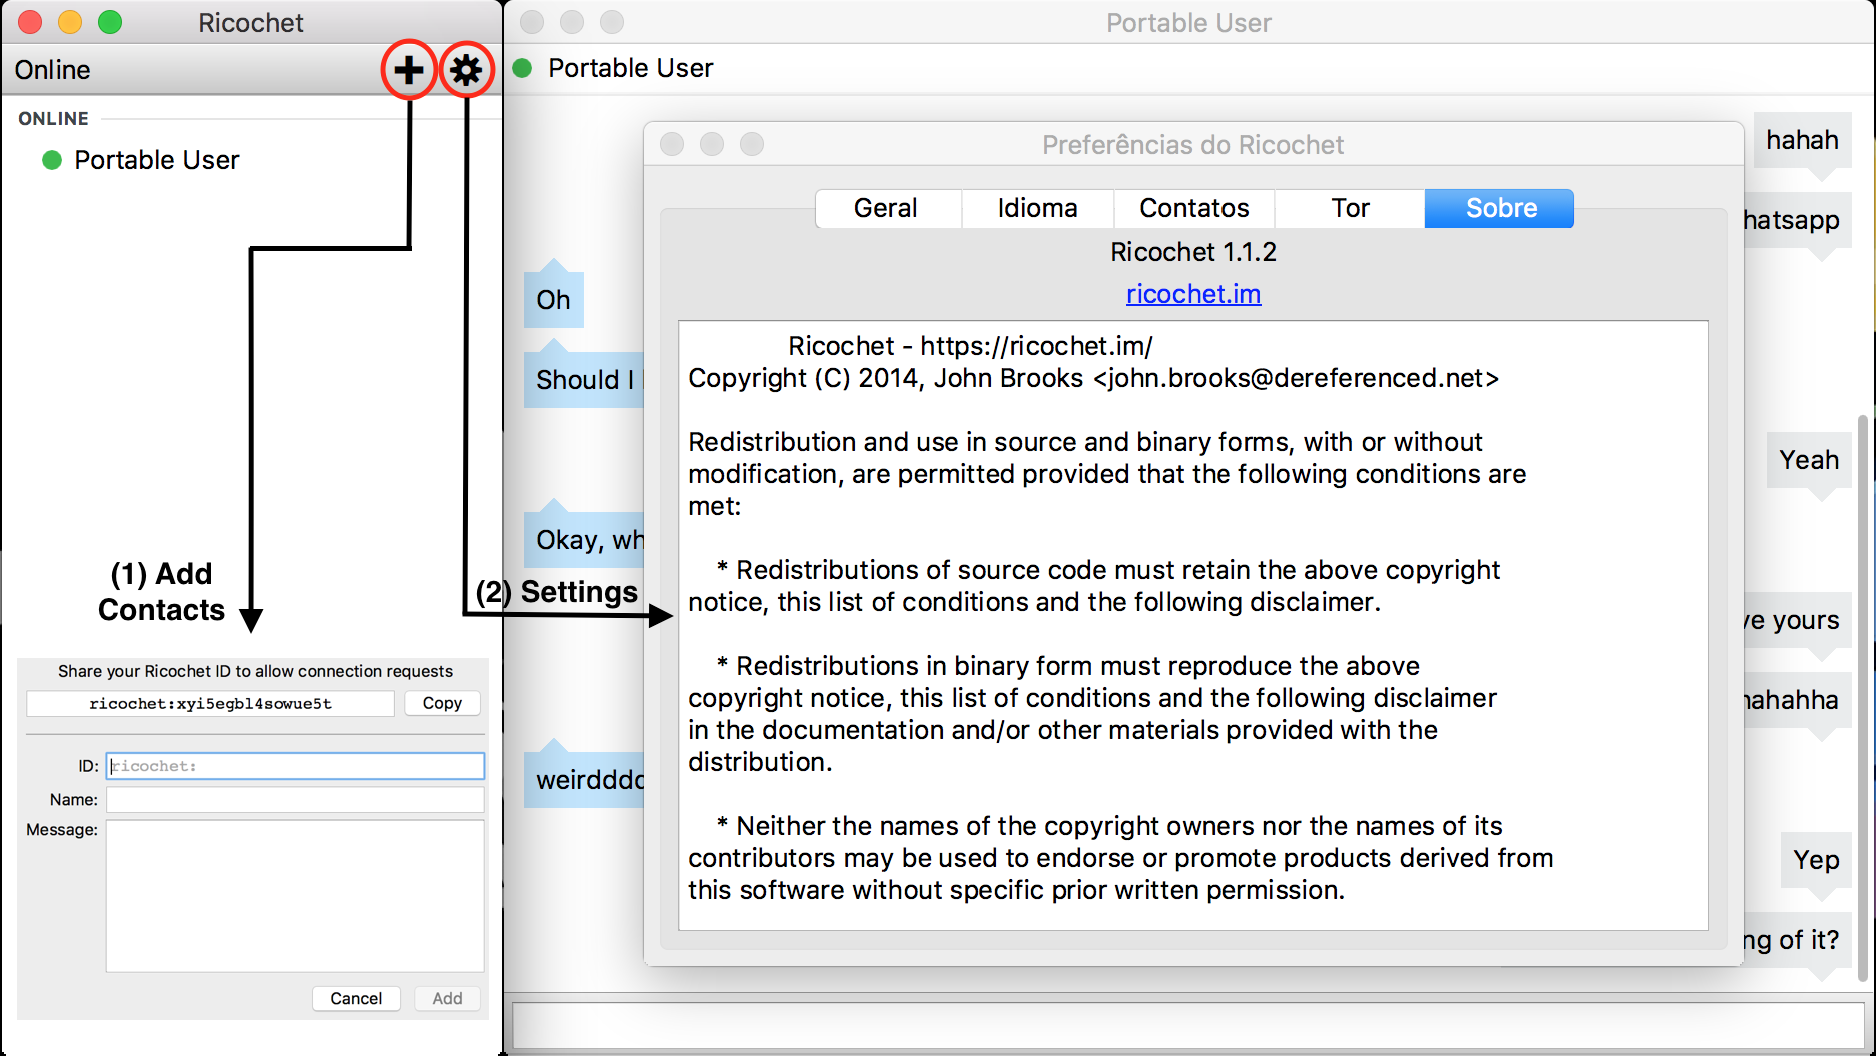 Ricochet
Online
ONLINE
Portable User
(1) Add
Contacts
(2) Settings
Share your Ricochet ID to allow connection requests
ricochet:xyi5egbl4sowue5t
Copy
ID:
ricochet:
Name:
Message:
Cancel
Add
Portable User
Portable User
hahah
hatsapp
Oh
Should I
Okay, wh
Yeah
ve yours
hahahha
weirdddd
Yep
ng of it?
Preferências do Ricochet
Geral
Idioma
Contatos
Tor
Sobre
Ricochet 1.1.2
ricochet.im
Ricochet - https://ricochet.im/
Copyright (C) 2014, John Brooks <john.brooks@dereferenced.net>
Redistribution and use in source and binary forms, with or without
modification, are permitted provided that the following conditions are
met:
* Redistributions of source code must retain the above copyright
notice, this list of conditions and the following disclaimer.
* Redistributions in binary form must reproduce the above
copyright notice, this list of conditions and the following disclaimer
in the documentation and/or other materials provided with the
distribution.
* Neither the names of the copyright owners nor the names of its
contributors may be used to endorse or promote products derived from
this software without specific prior written permission.